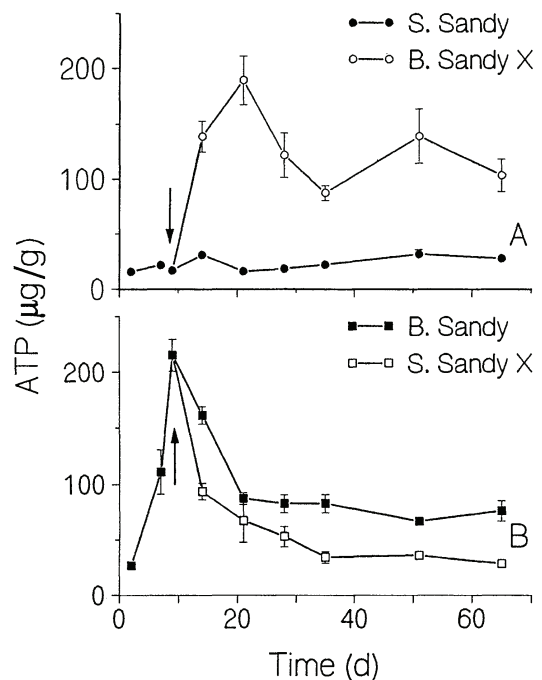 S. Sandy
B. Sandy X
200
100
0
A
ATP (µg/g)
B. Sandy
S. Sandy X
200
100
0
B
0 20 40 60
Time (d)